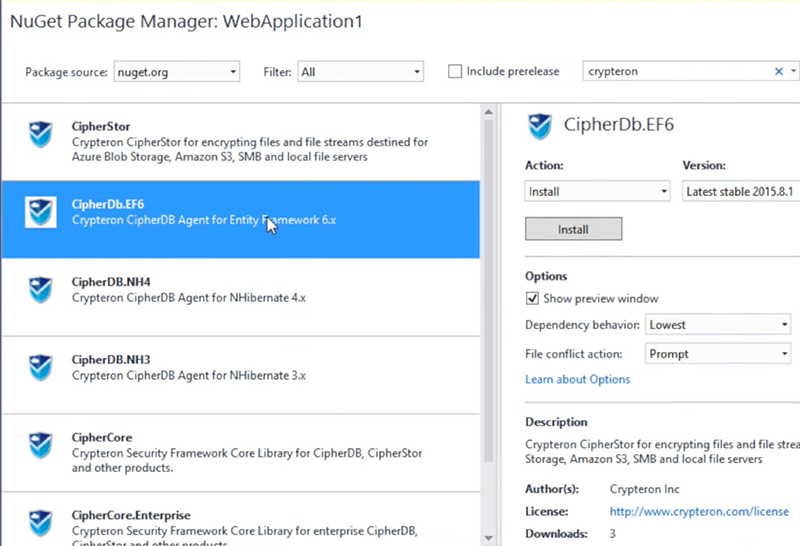 NuGet Package Manager: WebApplication1
Package source: nuget.org Filter: All Include prerelease crypteron
CipherStor
Crypteron CipherStor for encrypting files and file streams destined for
Azure Blob Storage, Amazon S3, SMB and local file servers
CipherDb.EF6
Crypteron CipherDB Agent for Entity Framework 6.x
CipherDB.NH4
Crypteron CipherDB Agent for NHibernate 4.x
CipherDB.NH3
Crypteron CipherDB Agent for NHibernate 3.x
CipherCore
Crypteron Security Framework Core Library for CipherDB, CipherStor
and other products.
CipherCore.Enterprise
Crypteron Security Framework Core Library for enterprise CipherDB,
CipherStor and other products
CipherDb.EF6
Action: Version:
Install Latest stable 2015.8.1
Install
Options
Show preview window
Dependency behavior: Lowest
File conflict action: Prompt
Learn about Options
Description
Crypteron CipherStor for encrypting files and file strea
Storage, Amazon S3, SMB and local file servers
Author(s): Crypteron Inc
License: http://www.crypteron.com/license
Downloads: 3